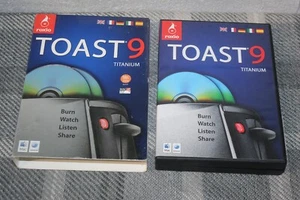 roxio
TOAST 9
TITANIUM
Burn
Watch
Listen
Share
roxio
TOAST 9
TITANIUM
Burn
Watch
Listen
Share